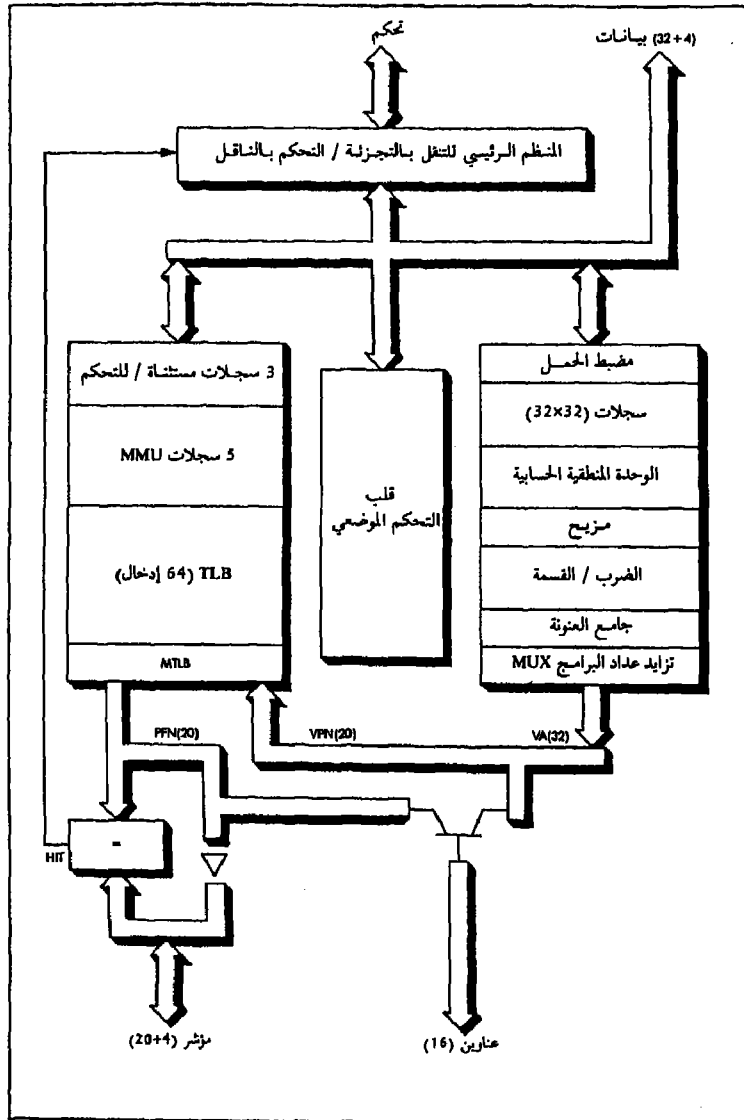 تحكم
بيانات (32+4)
المنظم الرئيسي للتنقل بالتجزئة / التحكم بالناقل
3 سجلات مستثناة / للتحكم
5 سجلات MMU
TLB (64 إدخال)
MTLB
قلب
التحكم الموضعي
مضبط الحمل
سجلات (32×32)
الوحدة المنطقية الحسابية
مزيح
الضرب / القسمة
جامع العنونة
تزايد عداد البرامج MUX
PFN(20)
VPN(20)
VA(32)
HIT
=
مؤشر (20+4)
عناوين (16)